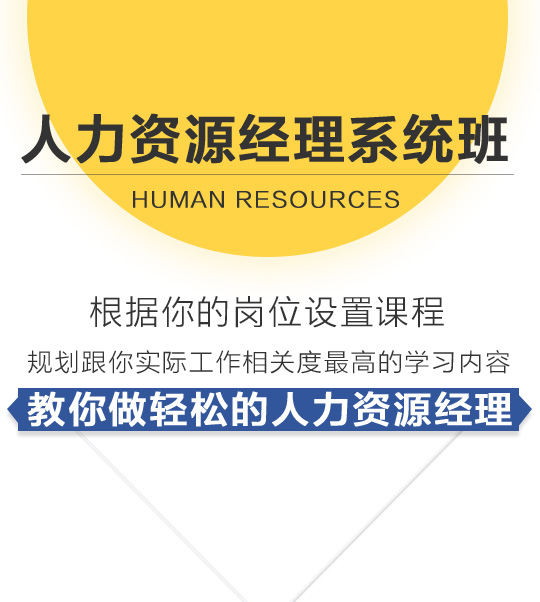 人力资源经理系统班
HUMAN RESOURCES
根据你的岗位设置课程
规划跟你实际工作相关度最高的学习内容
教你做轻松的人力资源经理